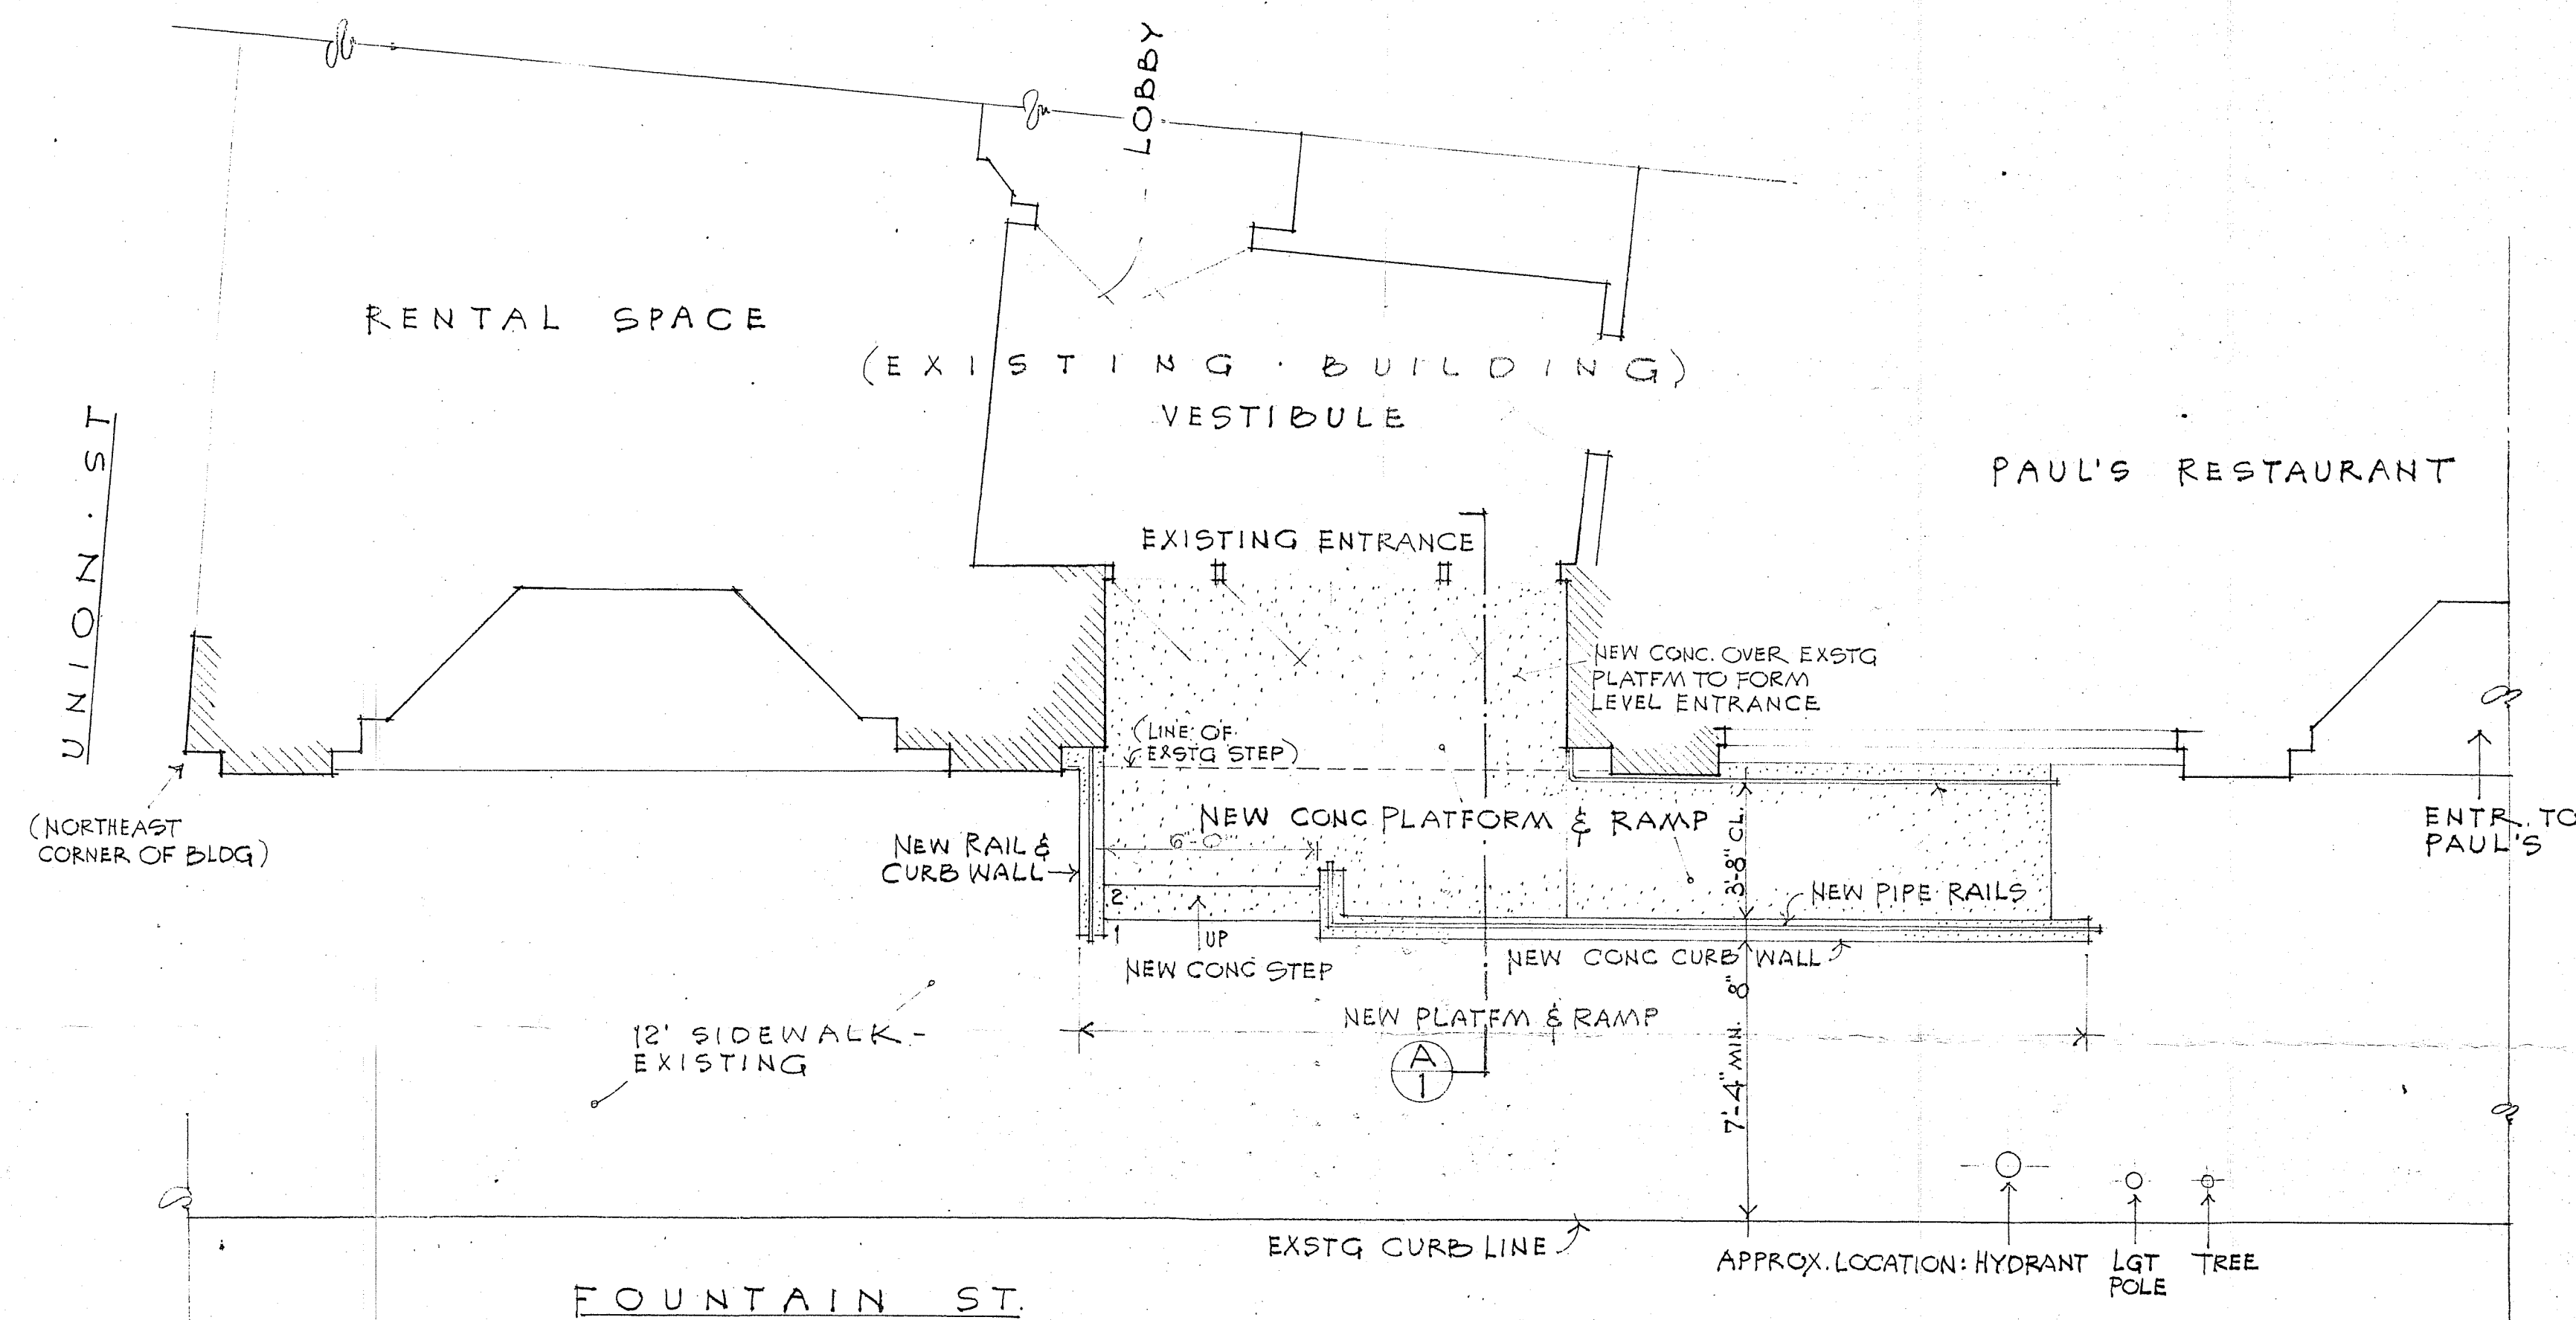 LOBBY
RENTAL SPACE
(EXISTING · BUILDING)
VESTIBULE
UNION · ST
PAUL'S RESTAURANT
EXISTING ENTRANCE
NEW CONC. OVER EXSTG
PLATFM TO FORM
LEVEL ENTRANCE
(LINE OF
EXSTG STEP)
(NORTHEAST
CORNER OF BLDG)
NEW CONC PLATFORM & RAMP
6'-0"
3'-8" CL.
ENTR. TO
PAUL'S
NEW RAIL &
CURB WALL
NEW PIPE RAILS
2
1
UP
NEW CONC STEP
NEW CONC CURB WALL
8"
NEW PLATFM & RAMP
12' SIDEWALK -
EXISTING
A
1
7'-4" MIN.
EXSTG CURB LINE
APPROX. LOCATION: HYDRANT
LGT
POLE
TREE
FOUNTAIN ST.